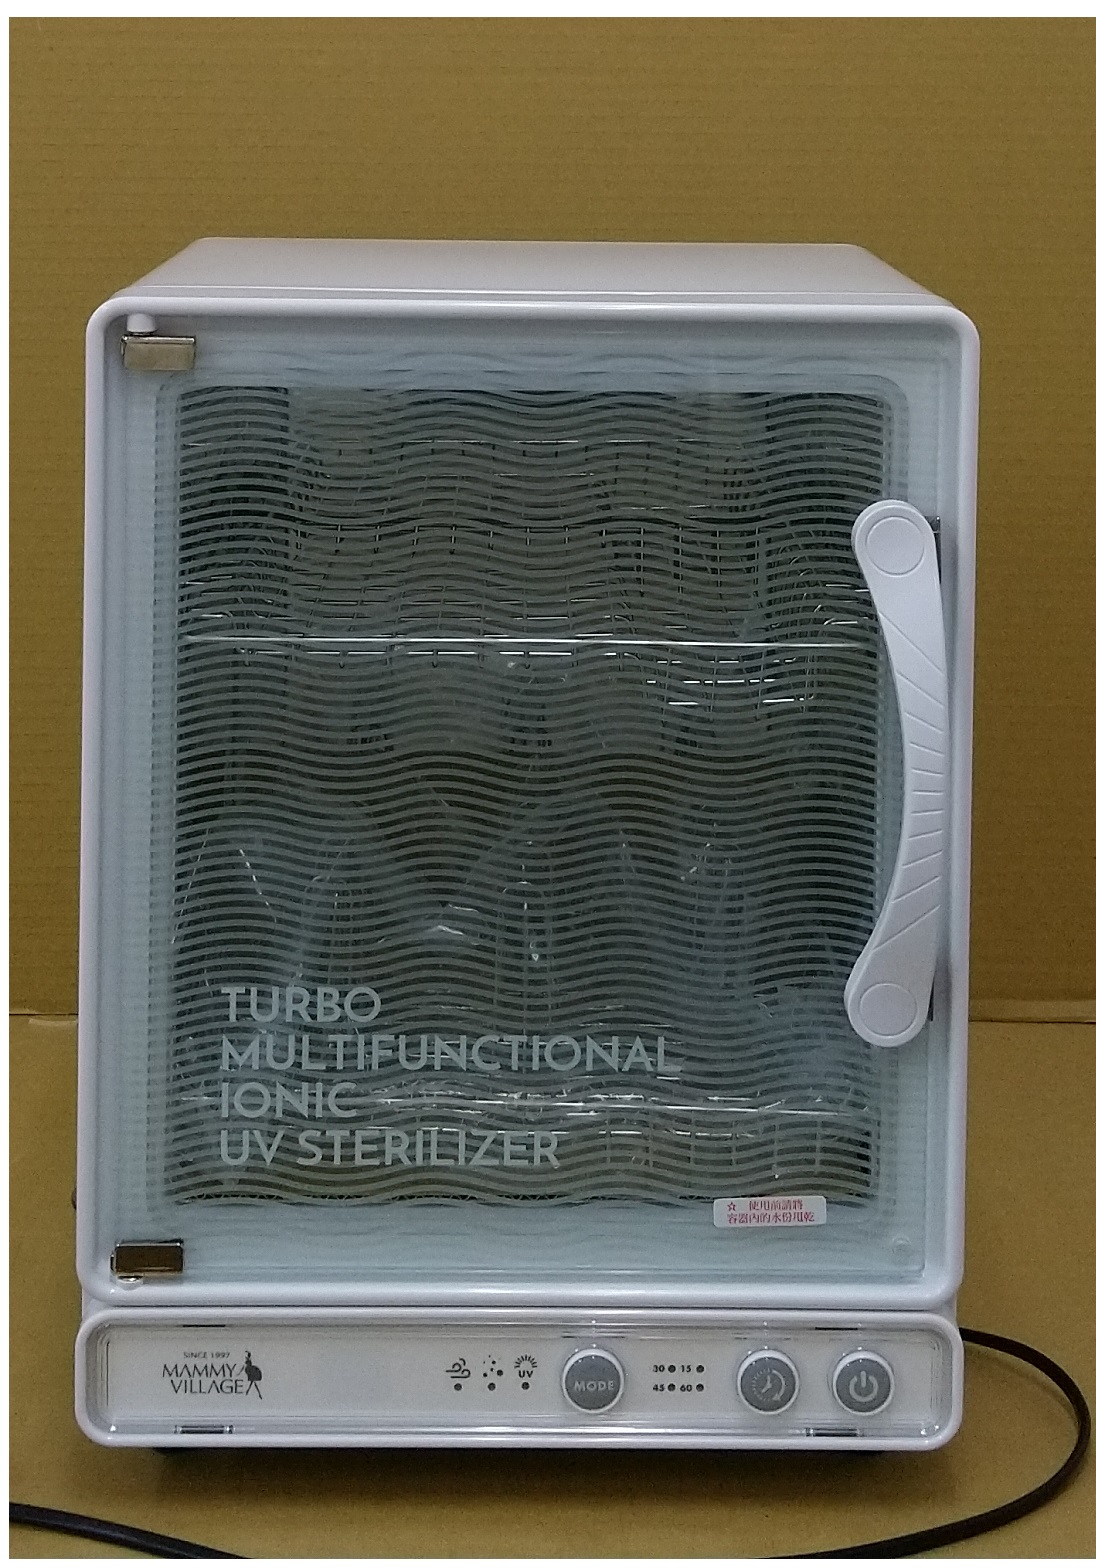 TURBO
MULTIFUNCTIONAL
IONIC
UV STERILIZER
☆ 使用前請將
容器內的水份甩乾
SINCE 1997
MAMMY
VILLAGE
UV
MODE
30 15
45 60